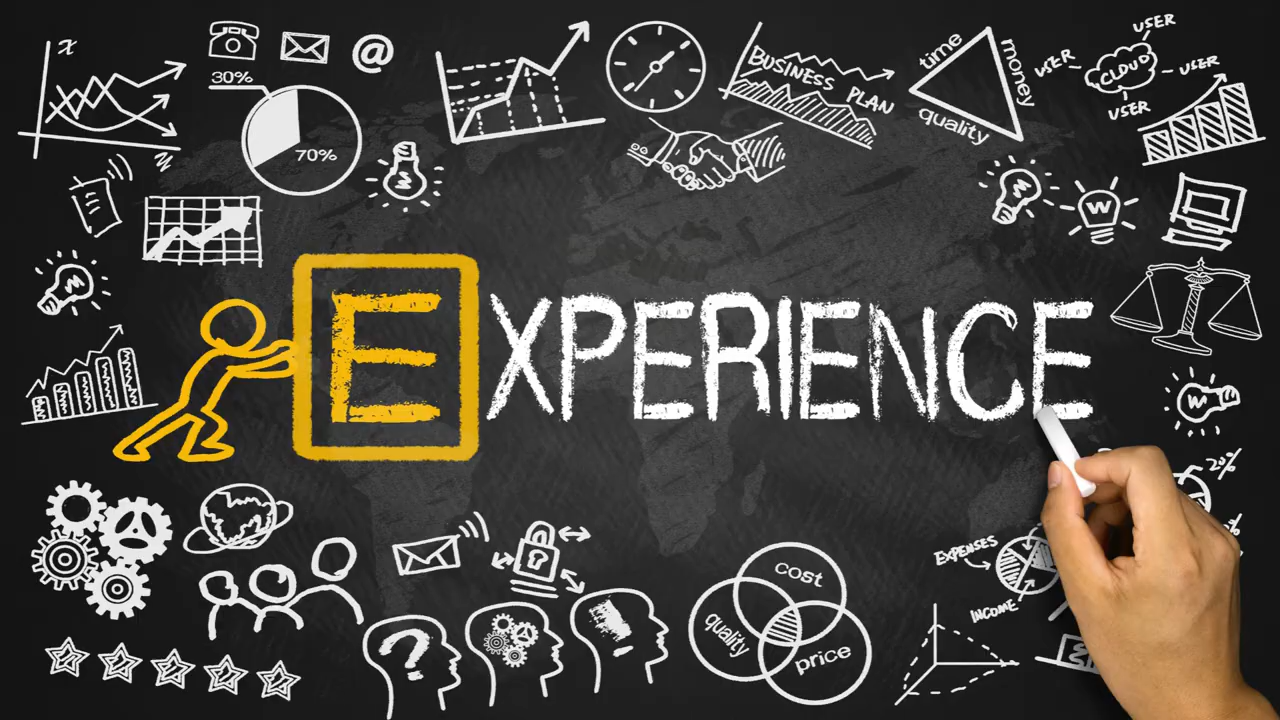 x
30%
70%
@
BUSINESS PLAN
time
money
quality
USER
USER
CLOUD
USER
USER
W
EXPERIENCE
W
20%
%
EXPENSES
INCOME
?
cost
quality
price